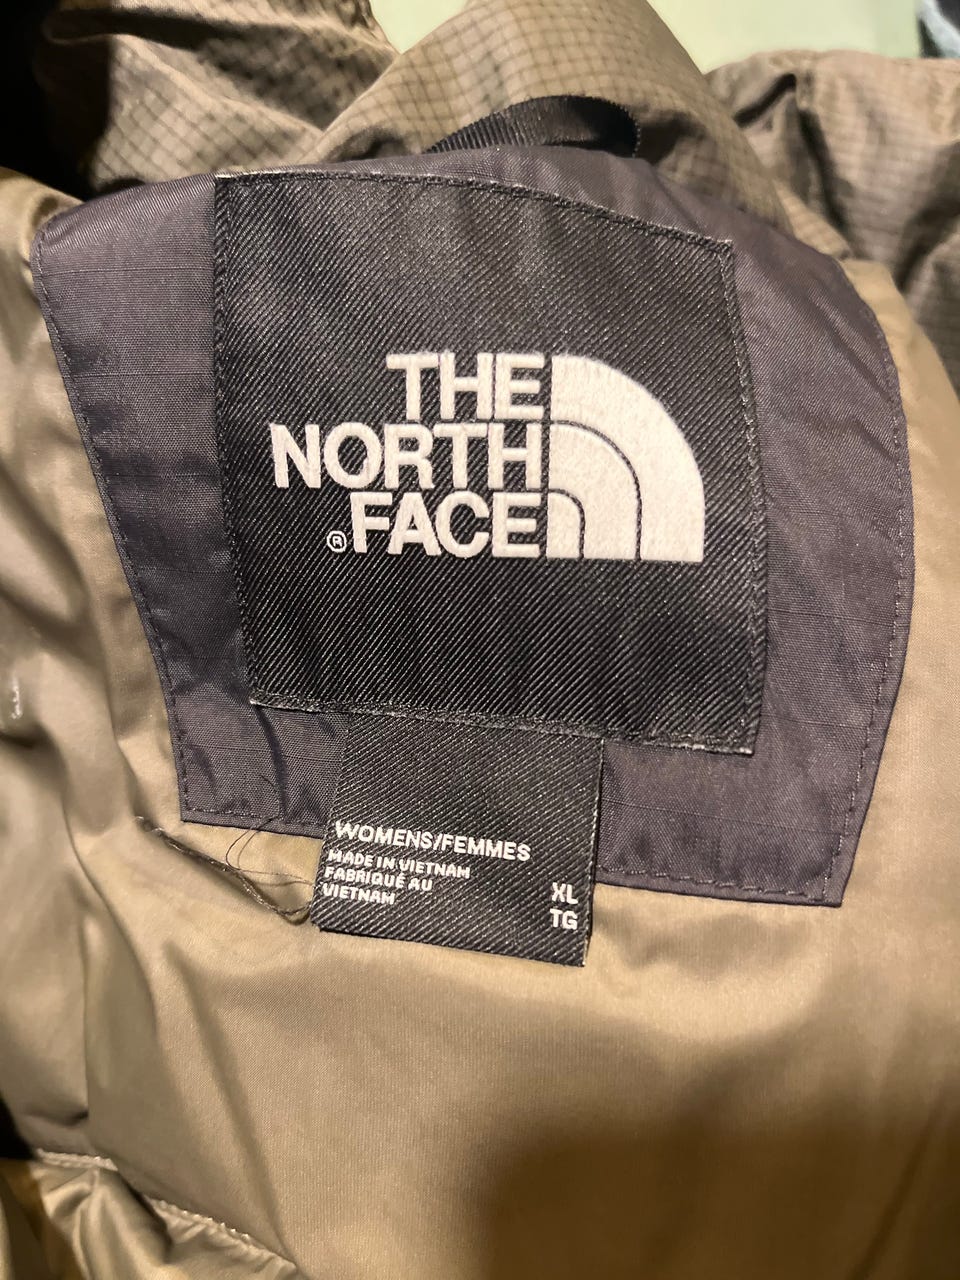 THE
NORTH
® FACE
WOMENS/FEMMES
MADE IN VIETNAM
FABRIQUÉ AU
VIETNAM
XL
TG